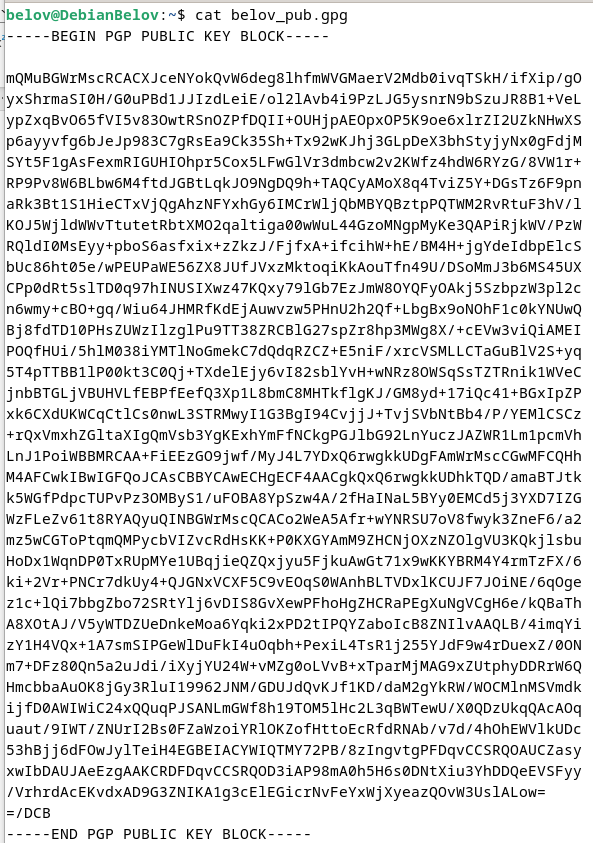 belov@DebianBelov:~$ cat belov_pub.gpg
-----BEGIN PGP PUBLIC KEY BLOCK-----

mQMuBGWrMscRCACXJceNYokQvW6deg8lhfmWVGMaerV2Mdb0ivqTSkH/ifXip/gO
yxShrmaSI0H/G0uPBd1JJIzdLeiE/ol2lAvb4i9PzLJG5ysnrN9bSzuJR8B1+VeL
ypZxqBvO65fVI5v83OwtRSnOZPfDQII+OUHjpAEOpxOP5K9oe6xlrZI2UZkNHwXS
p6ayyvfg6bJeJp983C7gRsEa9Ck35Sh+Tx92wKJhj3GLpDeX3bhStyjyNx0gFdjM
SYt5F1gAsFexmRIGUHIOhpr5Cox5LFwGlVr3dmbcw2v2KWfz4hdW6RYzG/8VW1r+
RP9Pv8W6BLbw6M4ftdJGBtLqkJO9NgDQ9h+TAQCyAMoX8q4TviZ5Y+DGsTz6F9pn
aRk3Bt1S1HieCTxVjQgAhzNFYxhGy6IMCrWljQbMBYQBztpPQTWM2RvRtuF3hV/l
KOJ5WjldWWvTtutetRbtXMO2qaltiga00wWuL44GzoMNgpMyKe3QAPiRjkWV/PzW
RQldI0MsEyy+pboS6asfxix+zZkzJ/FjfxA+ifcihW+hE/BM4H+jgYdeIdbpElcS
bUc86ht05e/wPEUPaWE56ZX8JUfJVxzMktoqiKkAouTfn49U/DSoMmJ3b6MS45UX
CPp0dRt5slTD0q97hINUSIXwz47KQxy79lGb7EzJmW8OYQFyOAkj5SzbpzW3pl2c
n6wmy+cBO+gq/Wiu64JHMRfKdEjAuwvzw5PHnU2h2Qf+LbgBx9oNOhF1c0kYNUwQ
Bj8fdTD10PHsZUWzIlzglPu9TT38ZRCBlG27spZr8hp3MWg8X/+cEVw3viQiAMEI
POQfHUi/5hlM038iYMTlNoGmekC7dQdqRZCZ+E5niF/xrcVSMLLCTaGuBlV2S+yq
5T4pTTBB1lP00kt3C0Qj+TXdelEjy6vI82sblYvH+wNRz8OWSqSsTZTRnik1WVeC
jnbBTGLjVBUHVLfEBPfEefQ3Xp1L8bmC8MHTkflgKJ/GM8yd+17iQc41+BGxIpZP
xk6CXdUKWCqCtlCs0nwL3STRMwyI1G3BgI94CvjjJ+TvjSVbNtBb4/P/YEMlCSCz
+rQxVmxhZGltaXIgQmVsb3YgKExhYmFfNCkgPGJlbG92LnYuczJAZWR1Lm1pcmVh
LnJ1PoiWBBMRCAA+FiEEzGO9jwf/MyJ4L7YDxQ6rwgkkUDgFAmWrMscCGwMFCQHh
M4AFCwkIBwIGFQoJCAsCBBYCAwECHgECF4AACgkQxQ6rwgkkUDhkTQD/amaBTJtk
k5WGfPdpcTUPvPz3OMByS1/uFOBA8YpSzw4A/2fHaINaL5BYy0EMCd5j3YXD7IZG
WzFLeZv61t8RYAQyuQINBGWrMscQCACo2WeA5Afr+wYNRSU7oV8fwyk3ZneF6/a2
mz5wCGToPtqmQMPycbVIZvcRdHsKK+P0KXGYAmM9ZHCNjOXzNZOlgVU3KQkjlsbu
HoDx1WqnDP0TxRUpMYe1UBqjieQZQxjyu5FjkuAwGt71x9wKKYBRM4Y4rmTzFX/6
ki+2Vr+PNCr7dkUy4+QJGNxVCXF5C9vEOqS0WAnhBLTVDxlKCUJF7JOiNE/6qOge
z1c+lQi7bbgZbo72SRtYlj6vDIS8GvXewPFhoHgZHCRaPEgXuNgVCgH6e/kQBaTh
A8XOtAJ/V5yWTDZUeDnkeMoa6Yqki2xPD2tIPQYZaboIcB8ZNIlvAAQLB/4imqYi
zY1H4VQx+1A7smSIPGeWlDuFkI4uOqbh+PexiL4TsR1j255YJdF9w4rDuexZ/0ON
m7+DFz80Qn5a2uJdi/iXyjYU24W+vMZg0oLVvB+xTparMjMAG9xZUtphyDDRrW6Q
HmcbbaAuOK8jGy3RluI19962JNM/GDUJdQvKJf1KD/daM2gYkRW/WOCMlnMSVmdk
ijfD0AWIWiC24xQQuqPJSANLmGWf8h19TOM5lHc2L3qBWTewU/X0QDzUkqQAcAOq
uaut/9IWT/ZNUrI2Bs0FZaWzoiYRlOKZofHttoEcRfdRNAb/v7d/4hOhEWVlkUDc
53hBjj6dFOwJylTeiH4EGBEIACYWIQTMY72PB/8zIngvtgPFDqvCCSRQOAUCZasy
xwIbDAUJAeEzgAAKCRDFDqvCCSRQOD3iAP98mA0h5H6s0DNtXiu3YhDDQeEVSFyy
/VrhrdAcEKvdxAD9G3ZNIKA1g3cElEGicrNvFeYxWjXyeazQOvW3UslALow=
=/DCB
-----END PGP PUBLIC KEY BLOCK-----